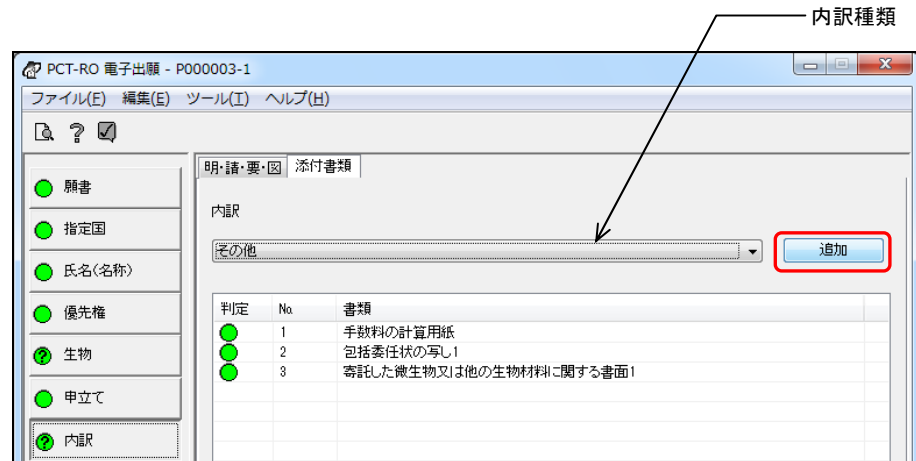 内訳種類
PCT-RO 電子出願 - P000003-1
ファイル(F) 編集(E) ツール(T) ヘルプ(H)
明・請・要・図 添付書類
願書
内訳
指定国
その他 追加
氏名(名称)
判定 No. 書類
優先権
1 手数料の計算用紙
2 包括委任状の写し1
生物
3 寄託した微生物又は他の生物材料に関する書面1
申立て
内訳